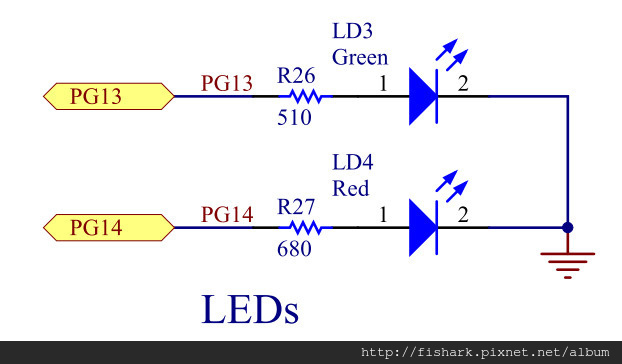 LD3
Green
PG13
PG13
R26
1
2
510
LD4
Red
PG14
PG14
R27
1
2
680
LEDs
http://fishark.pixnet.net/album